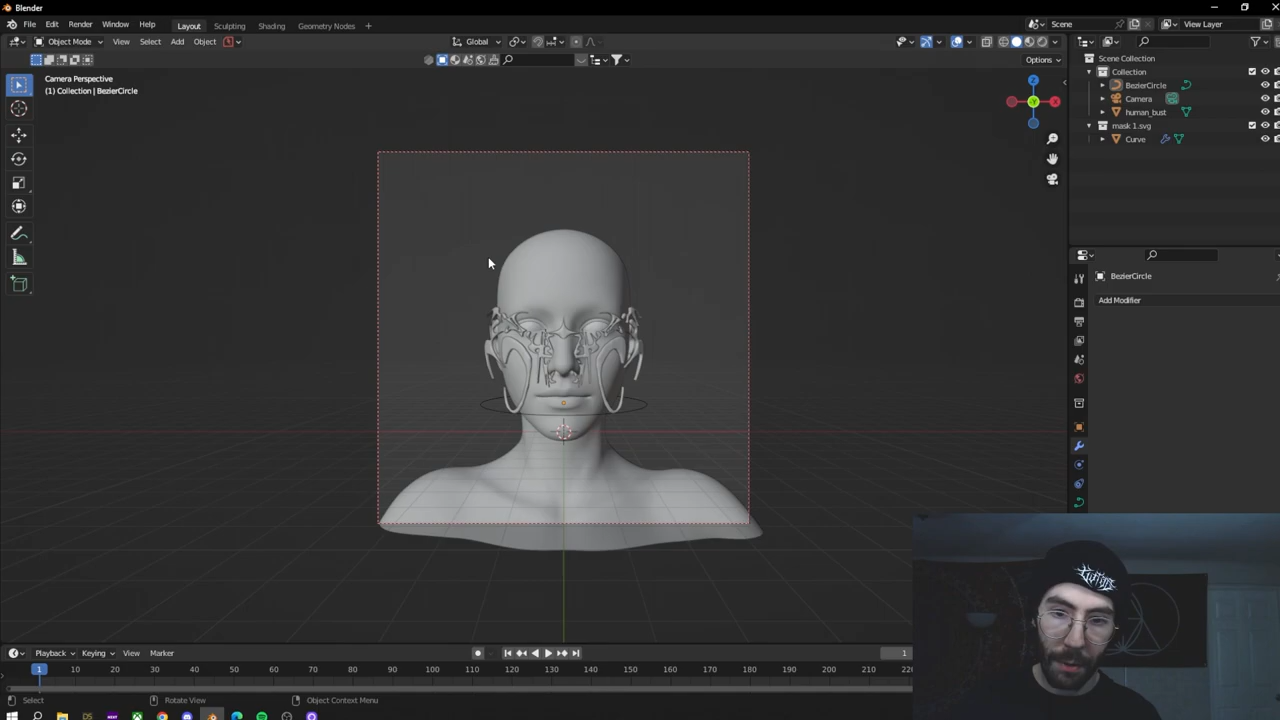 Blender
File Edit Render Window Help Layout Sculpting Shading Geometry Nodes + Scene View Layer
Object Mode View Select Add Object Global
Options
Camera Perspective
(1) Collection | BezierCircle
Z
X
-Y
Scene Collection
Collection
BezierCircle
Camera
human_bust
mask 1.svg
Curve
BezierCircle
Add Modifier
Playback Keying View Marker 1
1 10 20 30 40 50 60 70 80 90 100 110 120 130 140 150 160 170 180 190 200 210 220
Select Rotate View Object Context Menu